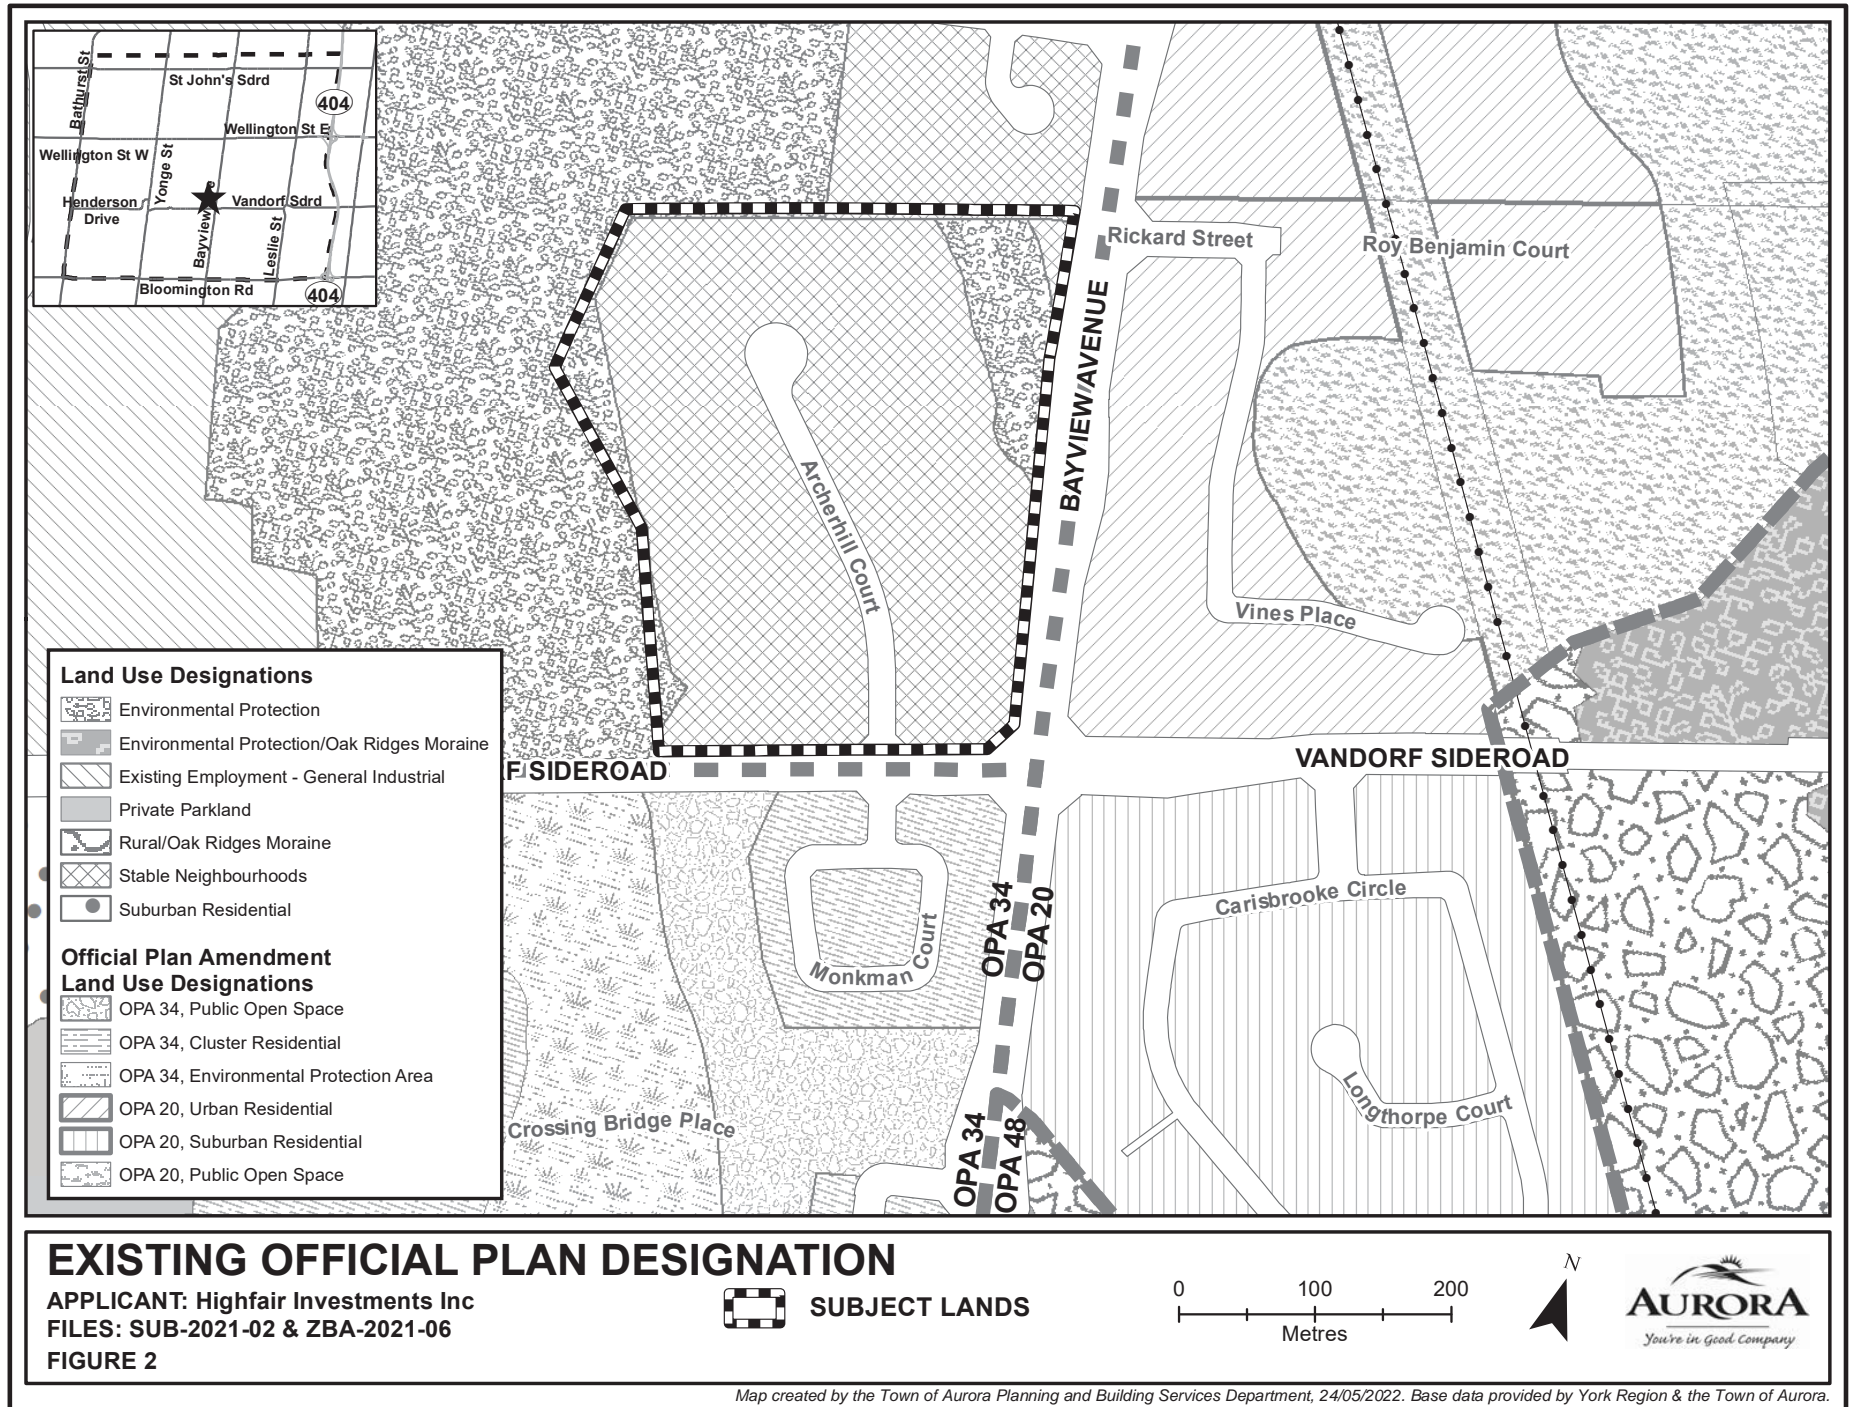 Bathurst St
St John's Sdrd
404
Wellington St E
Wellington St W
Yonge St
Henderson
Drive
Vandorf Sdrd
Bayview
Leslie St
Bloomington Rd
404
Rickard Street
Roy Benjamin Court
BAYVIEW AVENUE
Archerhill Court
Vines Place
F SIDEROAD
VANDORF SIDEROAD
Carisbrooke Circle
Monkman Court
OPA 34
OPA 20
Longthorpe Court
Crossing Bridge Place
OPA 34
OPA 48
Land Use Designations
Environmental Protection
Environmental Protection/Oak Ridges Moraine
Existing Employment - General Industrial
Private Parkland
Rural/Oak Ridges Moraine
Stable Neighbourhoods
Suburban Residential
Official Plan Amendment
Land Use Designations
OPA 34, Public Open Space
OPA 34, Cluster Residential
OPA 34, Environmental Protection Area
OPA 20, Urban Residential
OPA 20, Suburban Residential
OPA 20, Public Open Space
EXISTING OFFICIAL PLAN DESIGNATION
APPLICANT: Highfair Investments Inc
FILES: SUB-2021-02 & ZBA-2021-06
FIGURE 2
SUBJECT LANDS
0 100 200
Metres
N
AURORA
You're in Good Company
Map created by the Town of Aurora Planning and Building Services Department, 24/05/2022. Base data provided by York Region & the Town of Aurora.